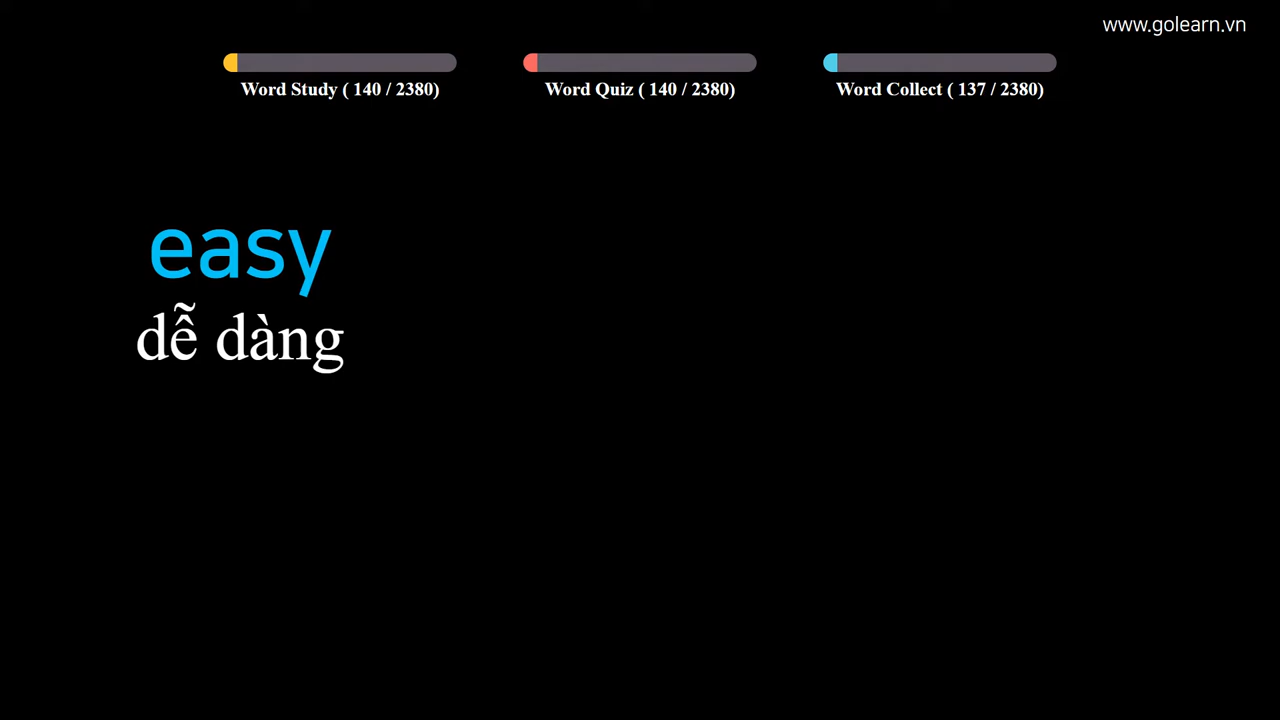 www.golearn.vn
Word Study ( 140 / 2380)
Word Quiz ( 140 / 2380)
Word Collect ( 137 / 2380)
easy
dễ dàng